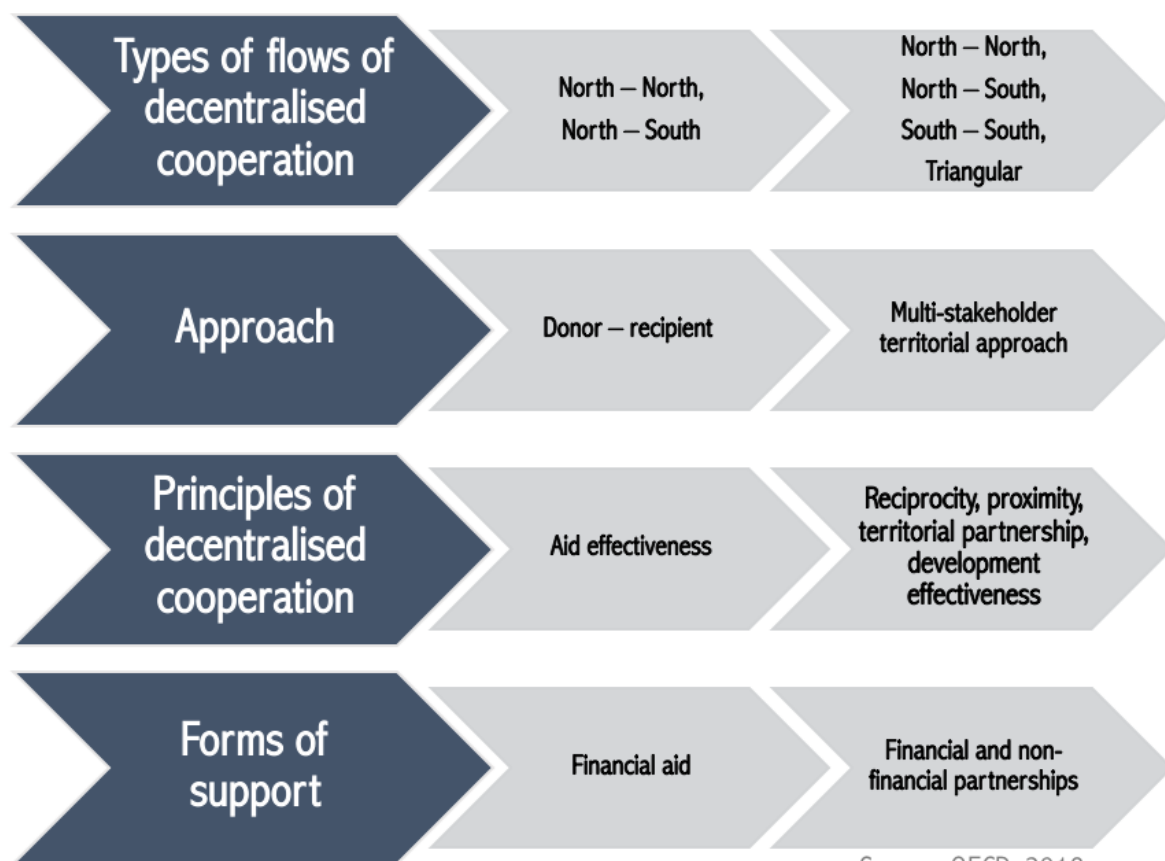 Types of flows of
decentralised
cooperation
North – North,
North – South
North – North,
North – South,
South – South,
Triangular
Approach
Donor – recipient
Multi-stakeholder
territorial approach
Principles of
decentralised
cooperation
Aid effectiveness
Reciprocity, proximity,
territorial partnership,
development
effectiveness
Forms of
support
Financial aid
Financial and non-
financial partnerships